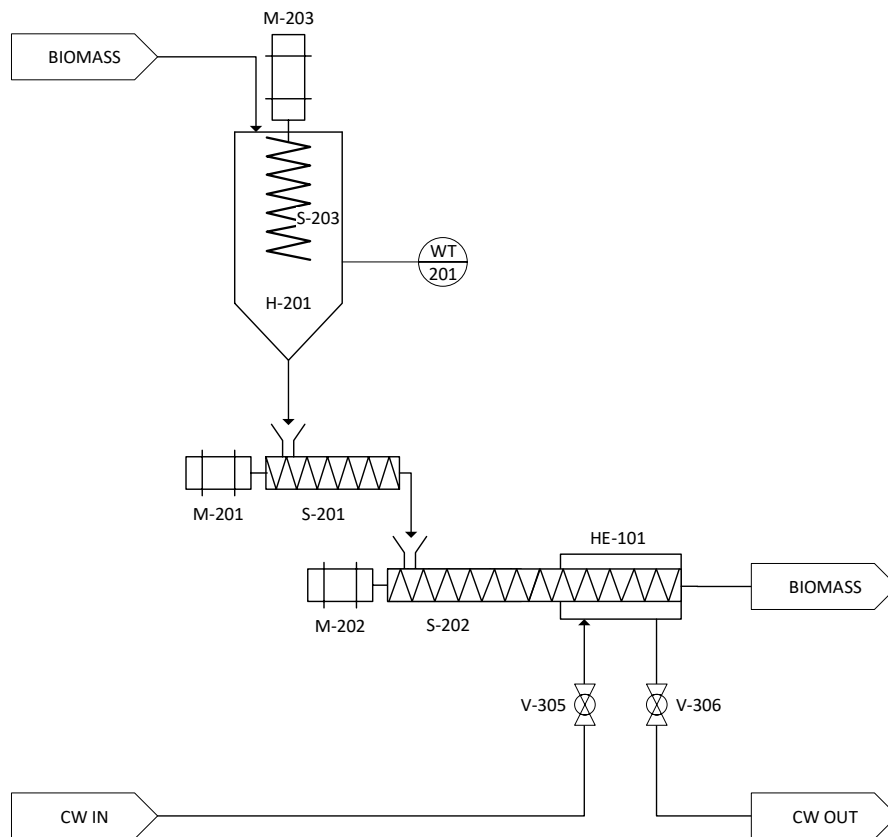 M-203
BIOMASS
S-203
WT
201
H-201
M-201
S-201
HE-101
BIOMASS
M-202
S-202
V-305
V-306
CW IN
CW OUT